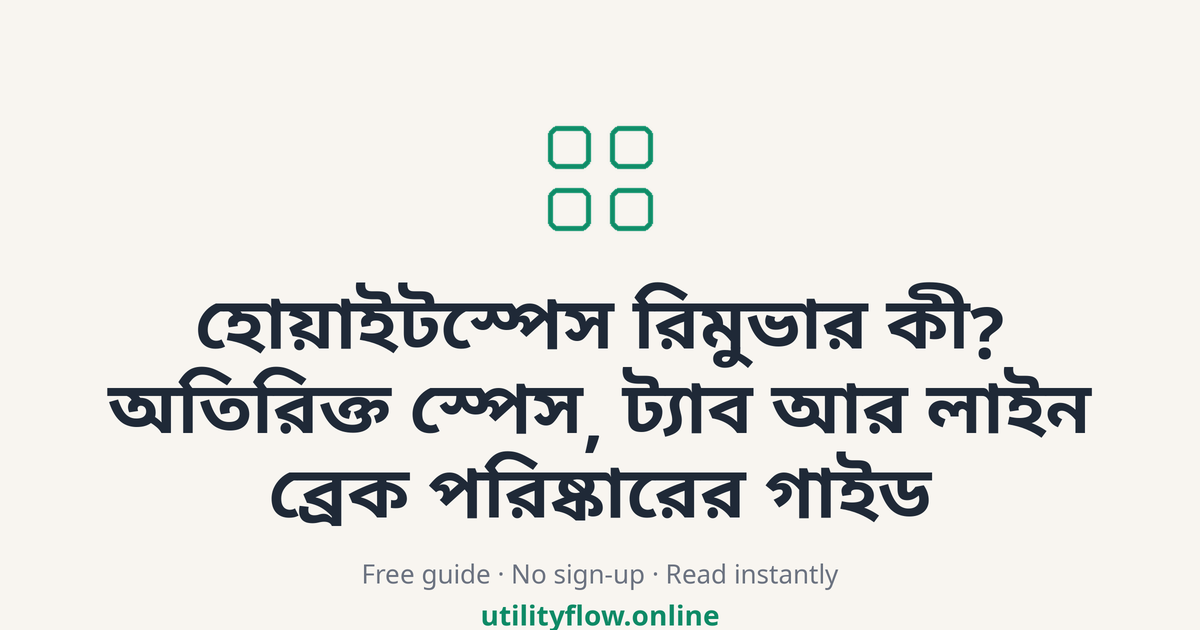 হোয়াইটস্পেস রিমুভার কী?
অতিরিক্ত স্পেস, ট্যাব আর লাইন
ব্রেক পরিষ্কারের গাইড
Free guide · No sign-up · Read instantly
utilityflow.online